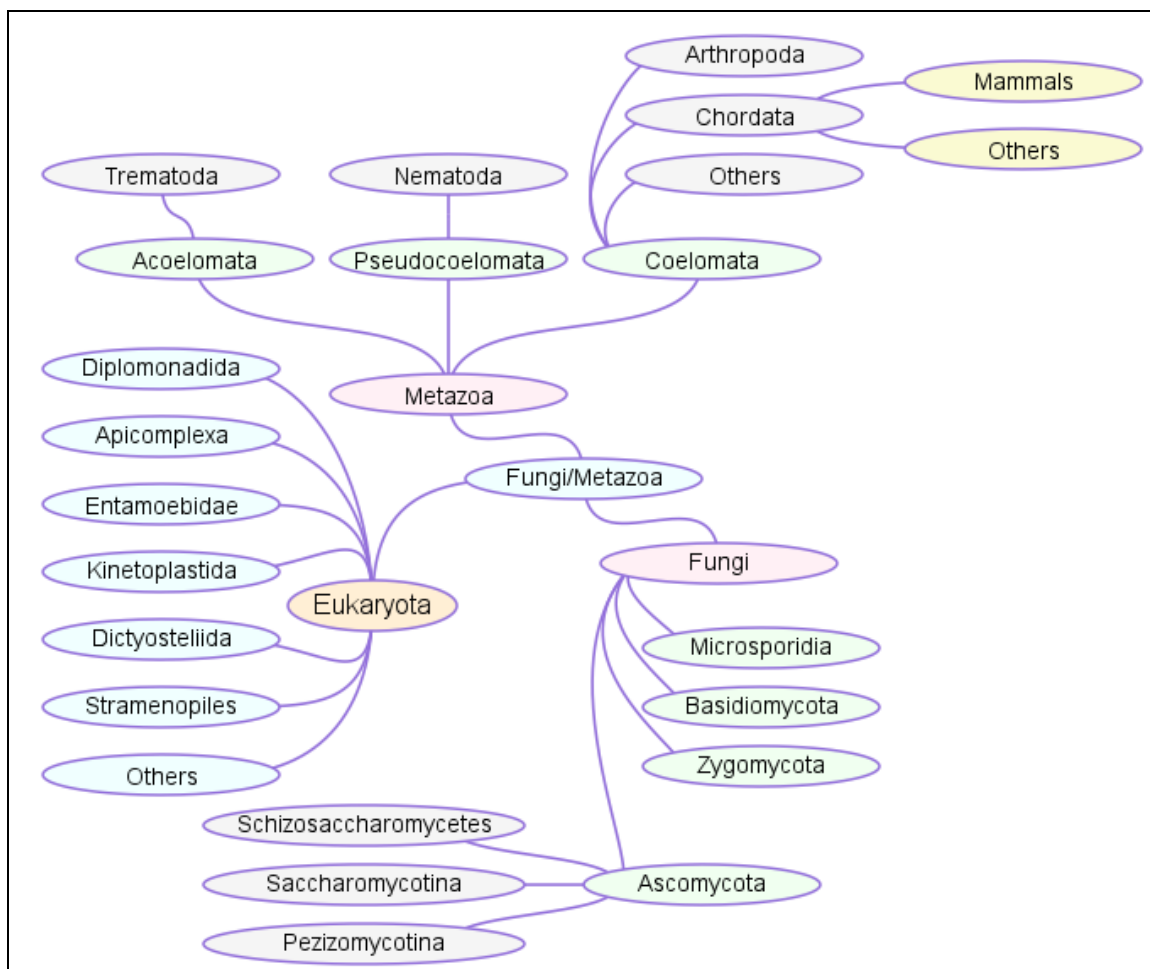 Arthropoda
Mammals
Chordata
Others
Trematoda
Nematoda
Others
Acoelomata
Pseudocoelomata
Coelomata
Diplomonadida
Metazoa
Apicomplexa
Fungi/Metazoa
Entamoebidae
Fungi
Kinetoplastida
Eukaryota
Dictyosteliida
Microsporidia
Stramenopiles
Basidiomycota
Others
Zygomycota
Schizosaccharomycetes
Saccharomycotina
Ascomycota
Pezizomycotina